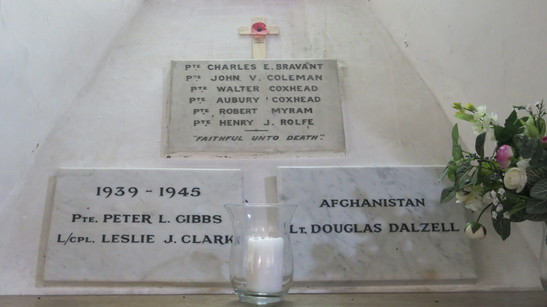 PTE CHARLES E. BRAVANT
PTE JOHN V. COLEMAN
PTE WALTER COXHEAD
PTE AUBURY COXHEAD
PTE ROBERT MYRAM
PTE HENRY J. ROLFE
"FAITHFUL UNTO DEATH".
1939 - 1945
PTE. PETER L. GIBBS
L/CPL. LESLIE J. CLARK
AFGHANISTAN
LT. DOUGLAS DALZELL